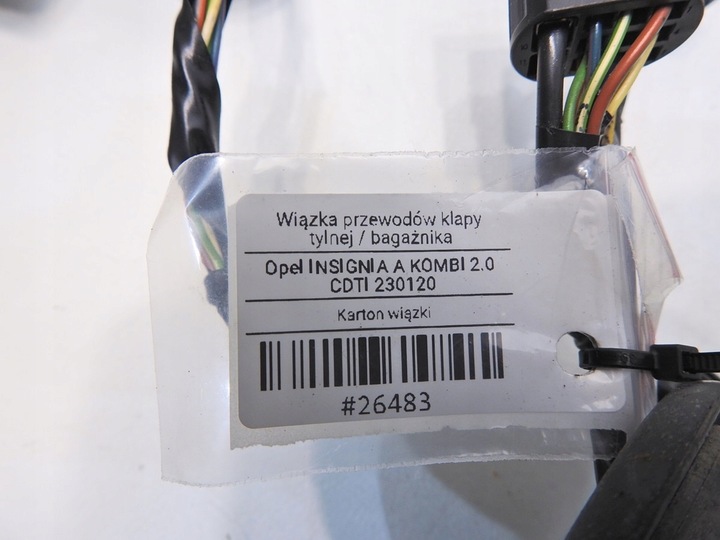 Wiązka przewodów klapy
tylnej / bagażnika
Opel INSIGNIA A KOMBI 2.0
CDTI 230120
Karton wiązki
#26483